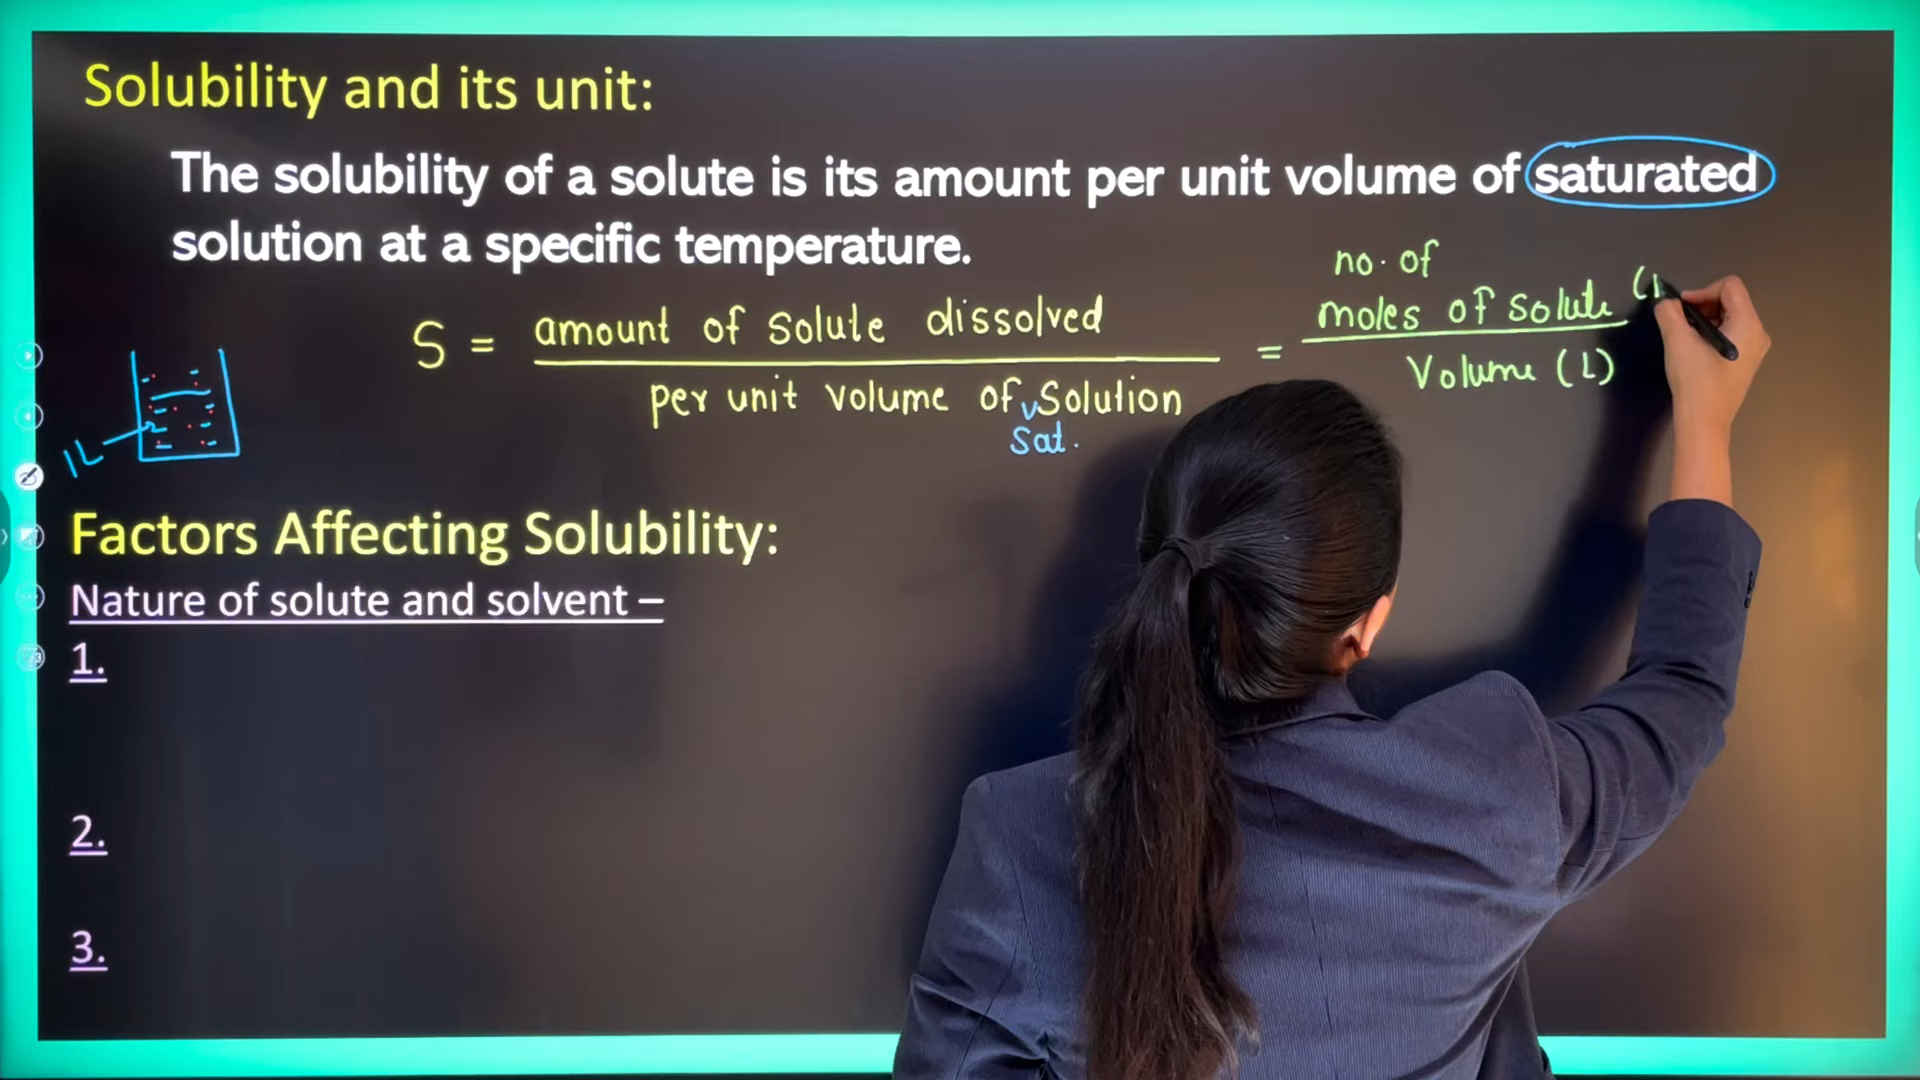 Solubility and its unit:
The solubility of a solute is its amount per unit volume of saturated
solution at a specific temperature.
S = amount of solute dissolved
per unit volume of Solution
Sat.
= no. of
moles of solute (
Volume (L)
1L
Factors Affecting Solubility:
Nature of solute and solvent –
1.
2.
3.